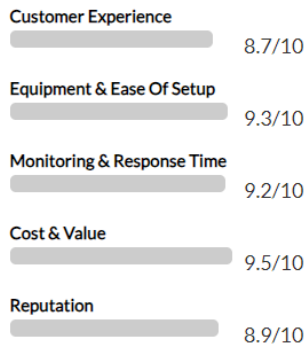 Customer Experience
8.7/10
Equipment & Ease Of Setup
9.3/10
Monitoring & Response Time
9.2/10
Cost & Value
9.5/10
Reputation
8.9/10